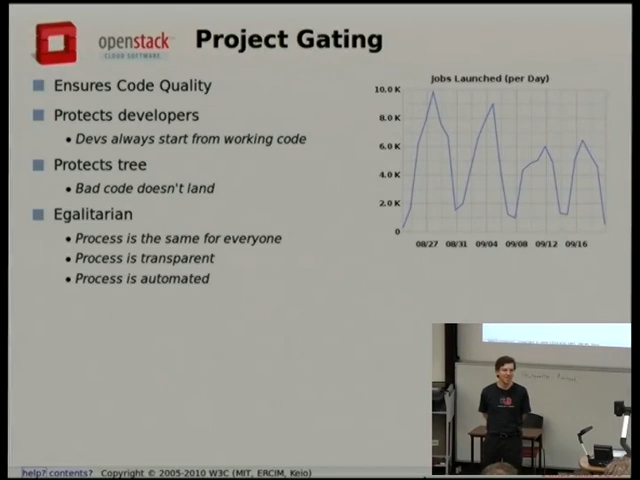 openstack
CLOUD SOFTWARE
Project Gating
Ensures Code Quality
Protects developers
Devs always start from working code
Protects tree
Bad code doesn't land
Egalitarian
Process is the same for everyone
Process is transparent
Process is automated
Jobs Launched (per Day)
10.0 K
8.0 K
6.0 K
4.0 K
2.0 K
0
08/27 08/31 09/04 09/08 09/12 09/16
help? contents? Copyright © 2005-2010 W3C (MIT, ERCIM, Keio)